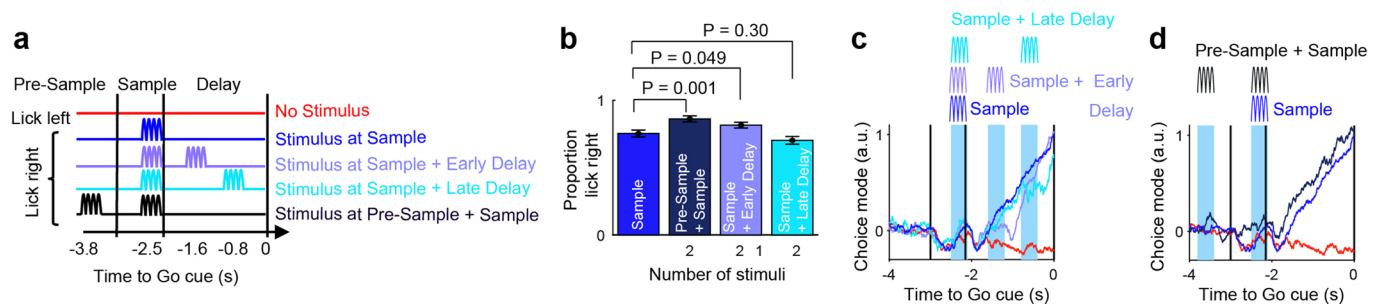 a
Pre-Sample Sample Delay
Lick left
Lick right
No Stimulus
Stimulus at Sample
Stimulus at Sample + Early Delay
Stimulus at Sample + Late Delay
Stimulus at Pre-Sample + Sample
-3.8 -2.5 -1.6 -0.6 0
Time to Go cue (s)
b
P = 0.30
P = 0.049
P = 0.001
Proportion
lick right
1
0
Sample
Pre-Sample
+ Sample
Sample
+ Early Delay
Sample
+ Late Delay
2 2 1 2
Number of stimuli
c
Sample + Late Delay
Sample + Early
Delay
Sample
Choice mode (a.u.)
1
0
-4 -2 0
Time to Go cue (s)
d
Pre-Sample + Sample
Sample
Choice mode (a.u.)
1
0
-4 -2 0
Time to Go cue (s)